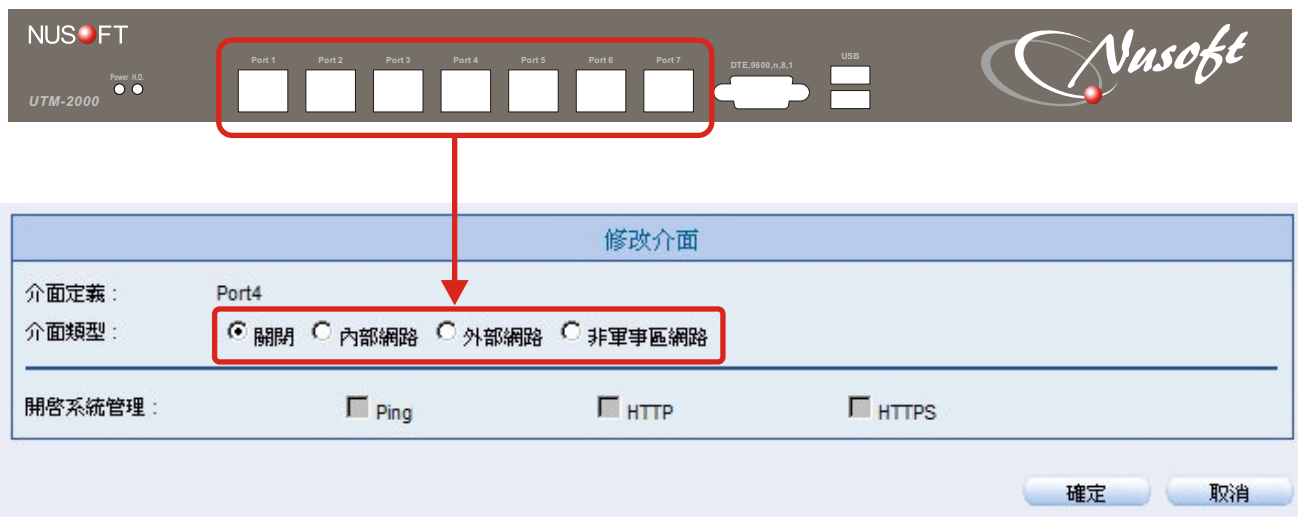 NUSOFT
Power H.D.
UTM-2000
Port 1 Port 2 Port 3 Port 4 Port 5 Port 6 Port 7
DTE,9600,n,8,1
USB
Nusoft
修改介面
介面定義： Port4
介面類型： 關閉 內部網路 外部網路 非軍事區網路
開啓系統管理： Ping HTTP HTTPS
確定 取消